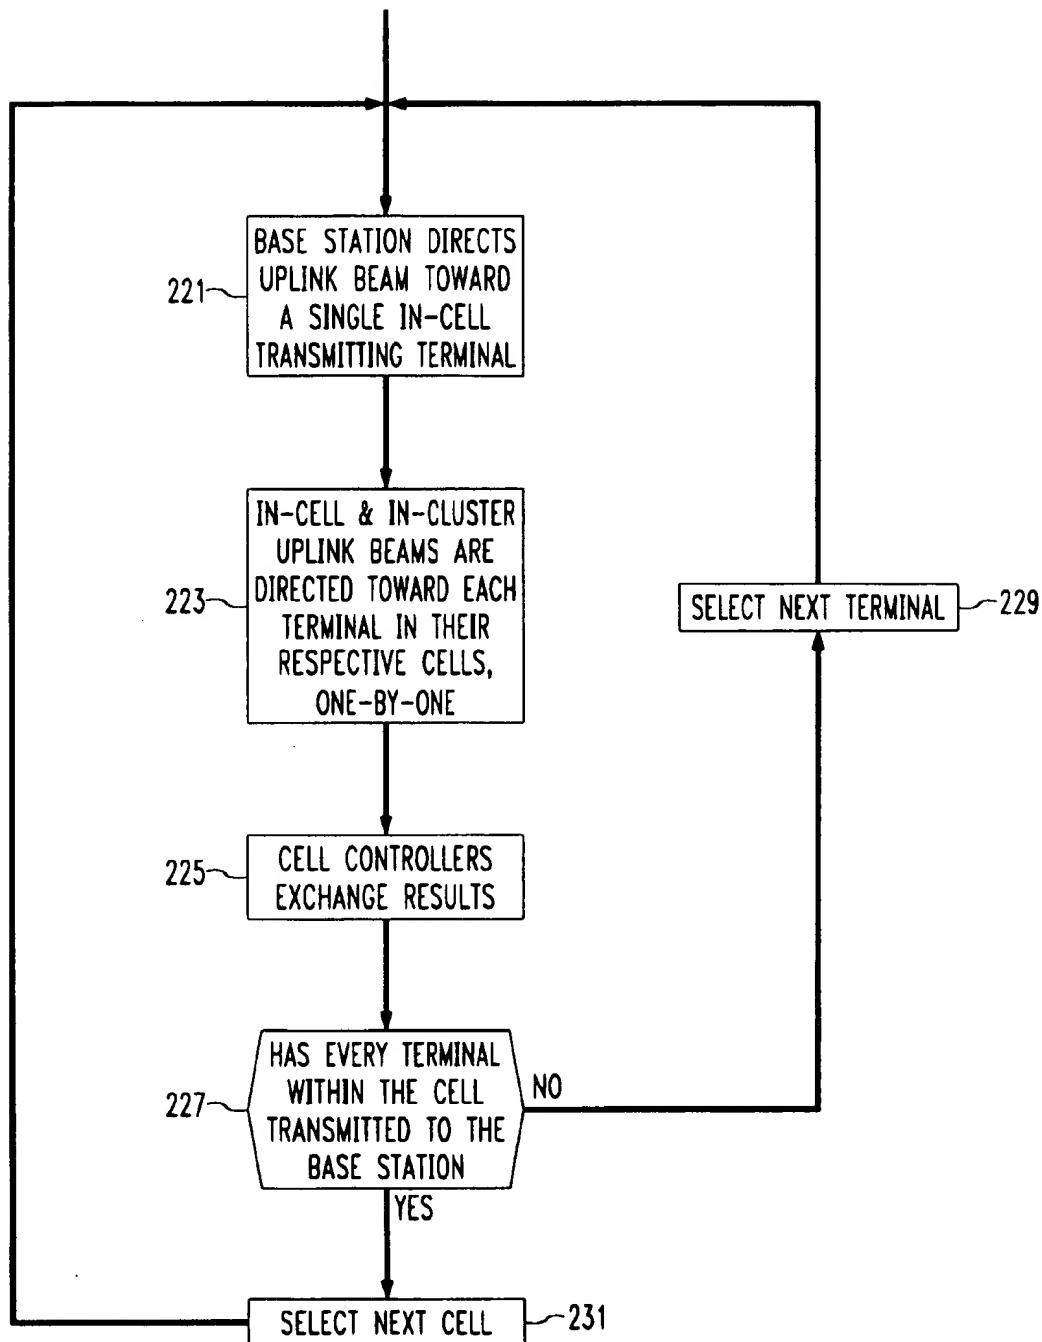 BASE STATION DIRECTS
UPLINK BEAM TOWARD
A SINGLE IN-CELL
TRANSMITTING TERMINAL
221
IN-CELL & IN-CLUSTER
UPLINK BEAMS ARE
DIRECTED TOWARD EACH
TERMINAL IN THEIR
RESPECTIVE CELLS,
ONE-BY-ONE
223
SELECT NEXT TERMINAL
229
CELL CONTROLLERS
EXCHANGE RESULTS
225
HAS EVERY TERMINAL
WITHIN THE CELL
TRANSMITTED TO THE
BASE STATION
227
NO
YES
SELECT NEXT CELL
231